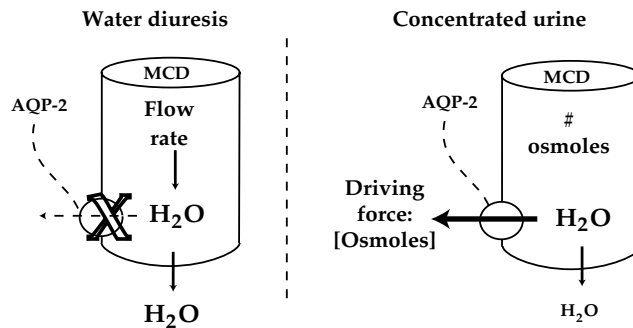 Water diuresis
MCD
AQP-2
Flow
rate
H₂O
H₂O
Concentrated urine
MCD
AQP-2
#
osmoles
Driving
force:
[Osmoles]
H₂O
H₂O